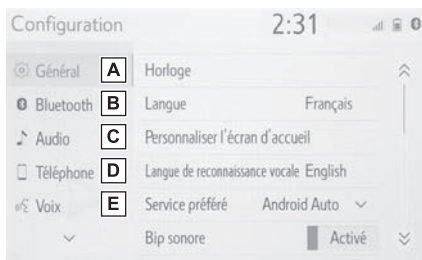 Configuration 2:31
Général A Horloge
Bluetooth B Langue Français
Audio C Personnaliser l'écran d'accueil
Téléphone D Langue de reconnaissance vocale English
Voix E Service préféré Android Auto
Bip sonore Activé